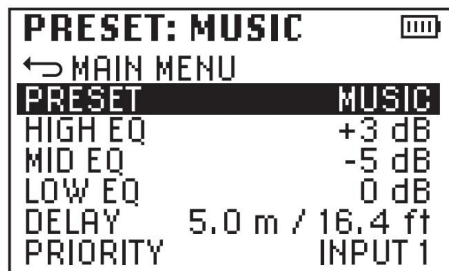 PRESET: MUSIC
MAIN MENU
PRESET MUSIC
HIGH EQ +3 dB
MID EQ -5 dB
LOW EQ 0 dB
DELAY 5.0 m / 16.4 ft
PRIORITY INPUT 1